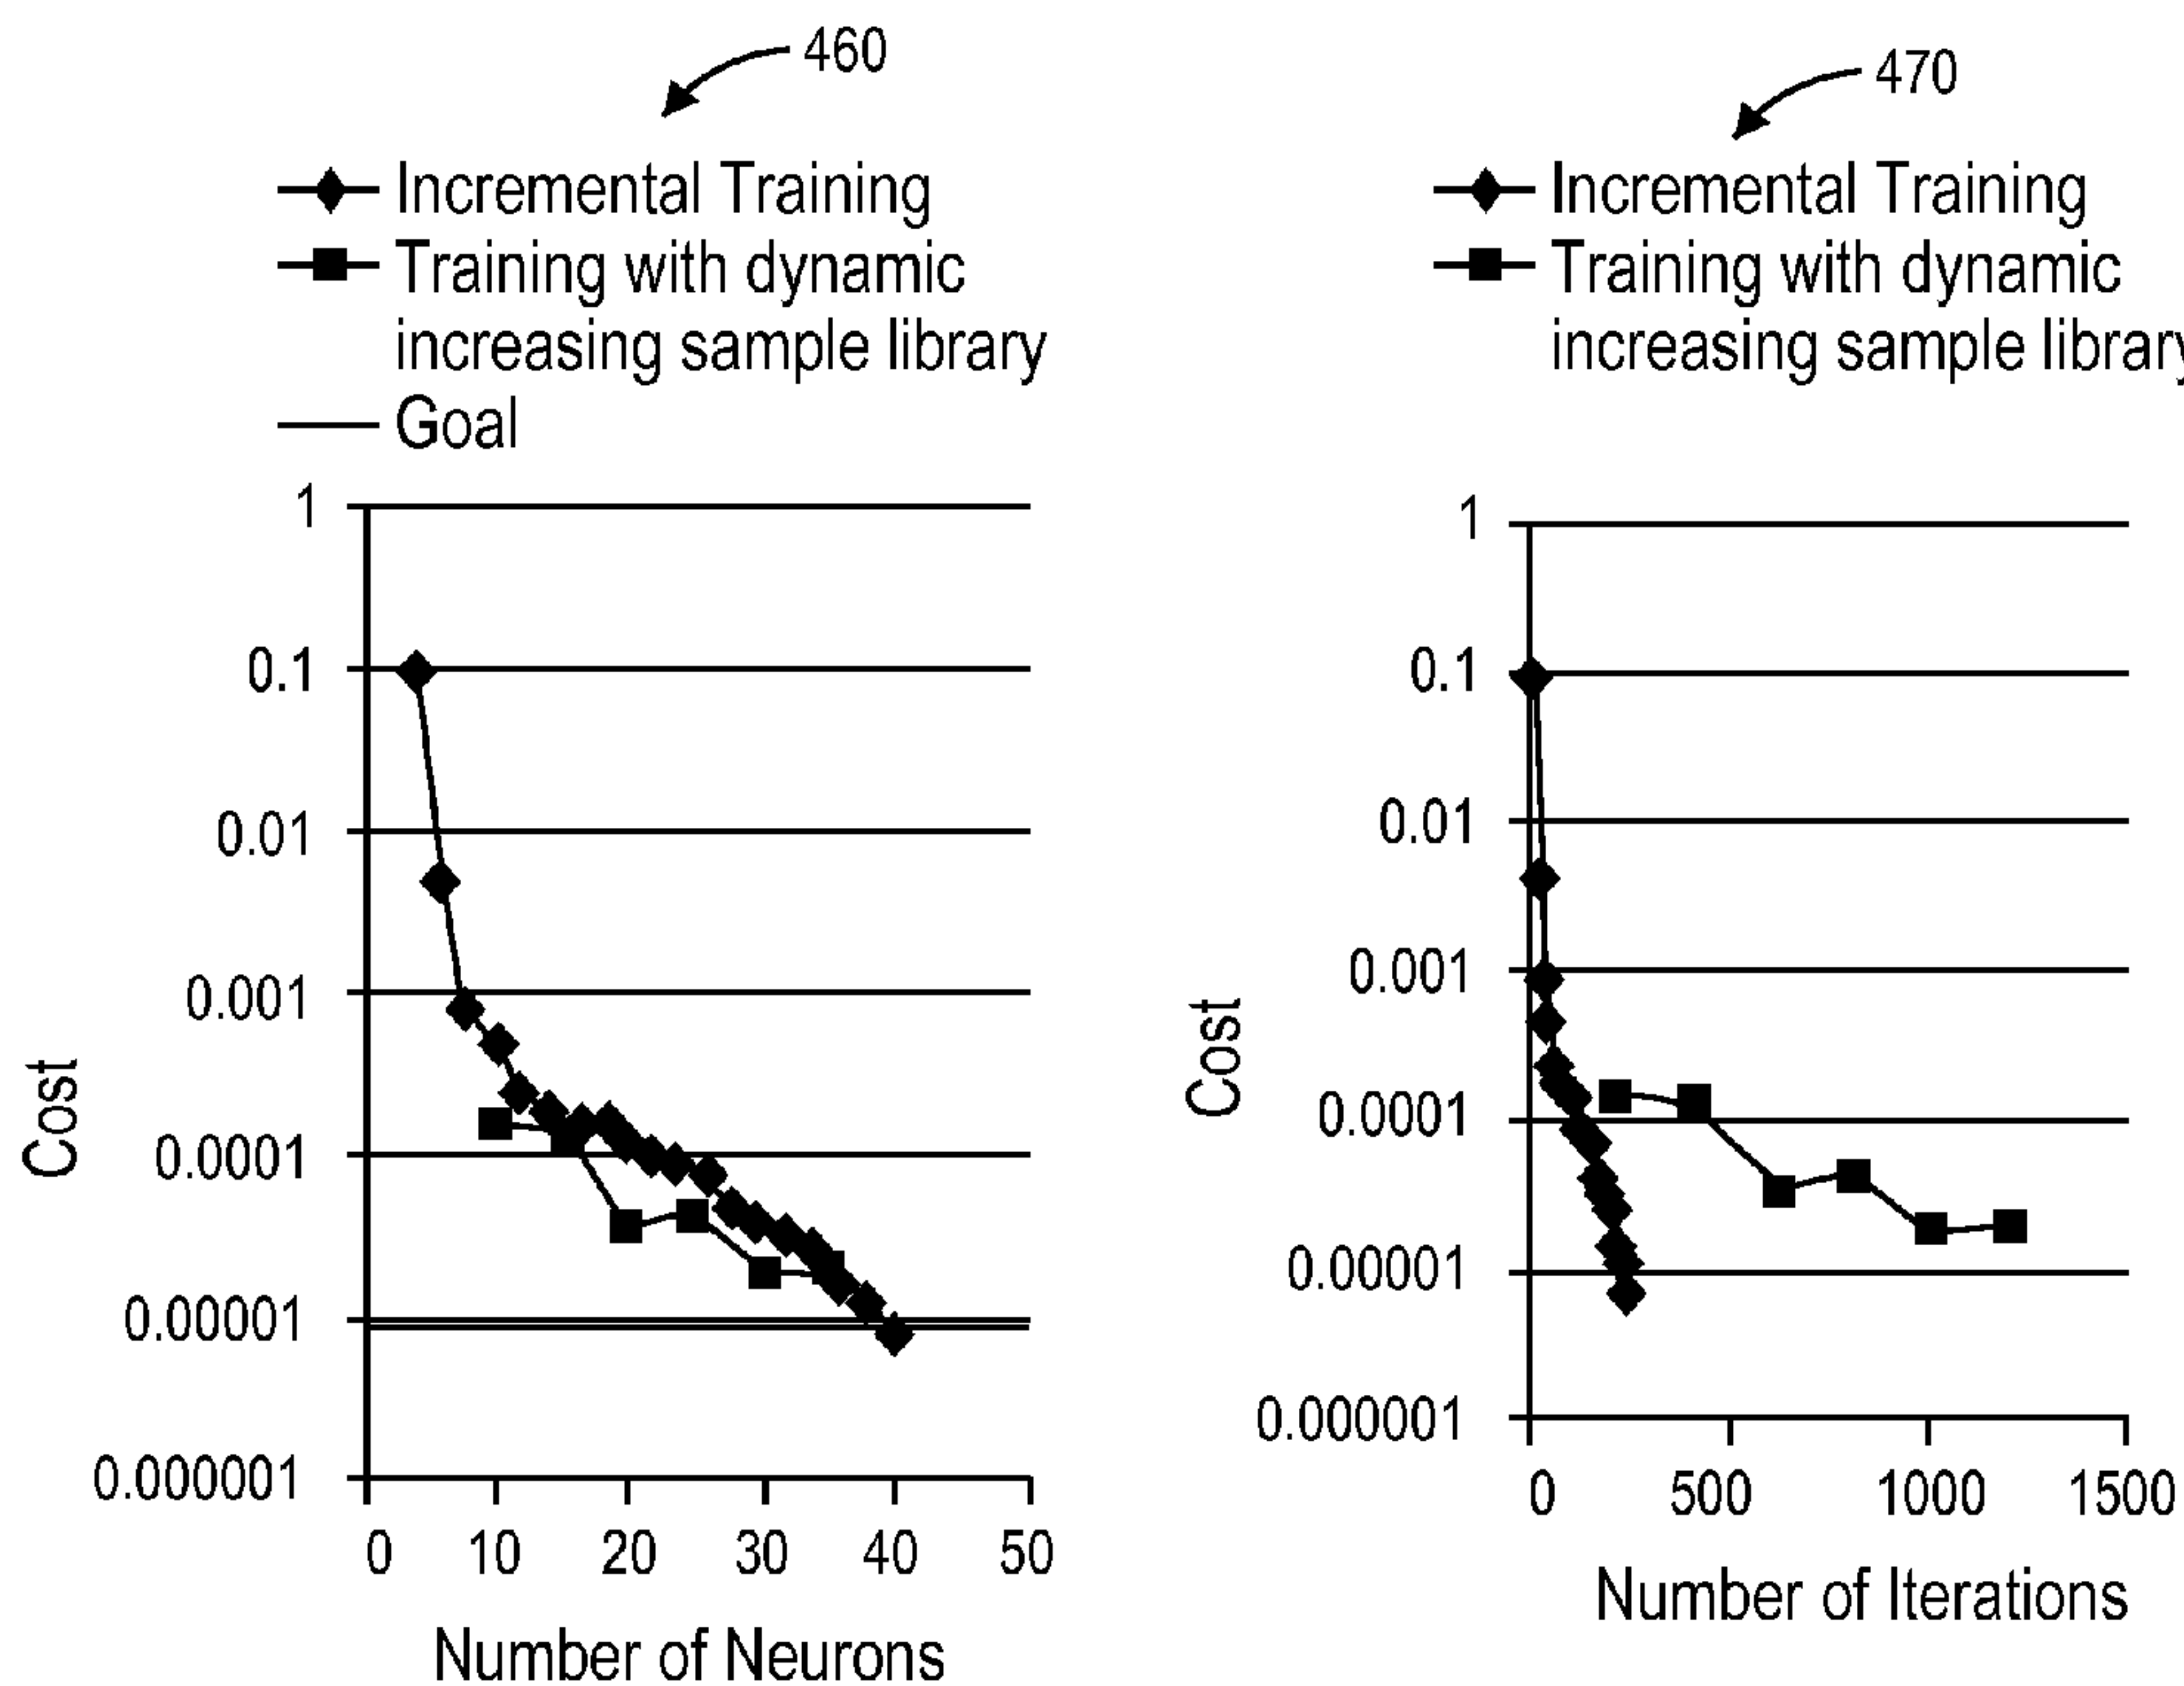 460
Incremental Training
Training with dynamic
increasing sample library
Goal
1
0.1
0.01
0.001
0.0001
0.00001
0.000001
Cost
0 10 20 30 40 50
Number of Neurons
470
Incremental Training
Training with dynamic
increasing sample library
1
0.1
0.01
0.001
0.0001
0.00001
0.000001
Cost
0 500 1000 1500
Number of Iterations